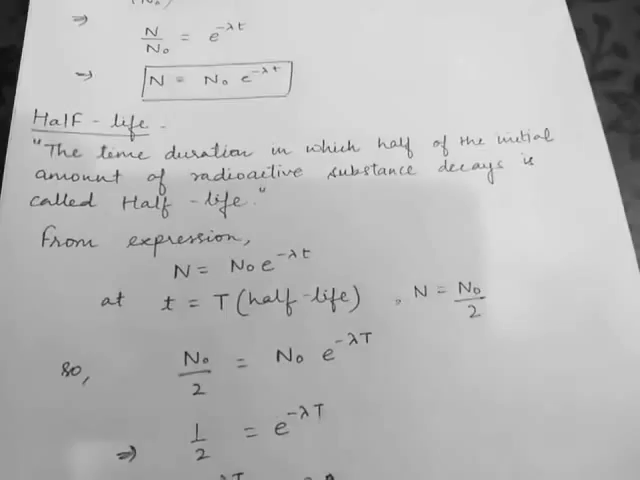 (N₀)
⇒ N/N₀ = e^-λt
⇒ N = N₀ e^-λt
Half - life -
"The time duration in which half of the initial
amount of radioactive substance decays is
called Half - life."
From expression,
N = N₀ e^-λt
at t = T (half-life) , N = N₀/2
so, N₀/2 = N₀ e^-λT
⇒ 1/2 = e^-λT